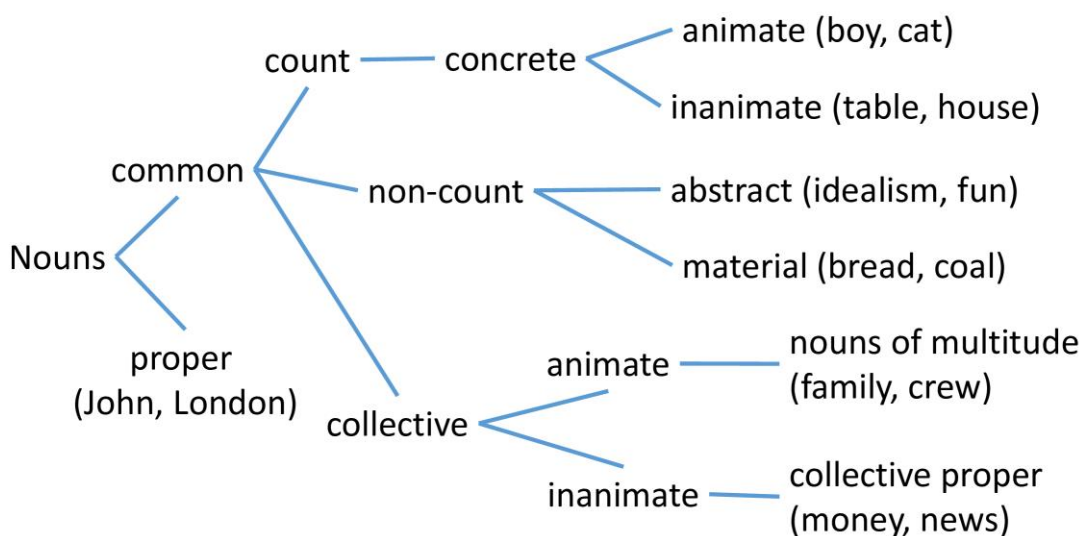 animate (boy, cat)
count
concrete
inanimate (table, house)
common
non-count
abstract (idealism, fun)
Nouns
material (bread, coal)
proper
(John, London)
animate
nouns of multitude
(family, crew)
collective
inanimate
collective proper
(money, news)